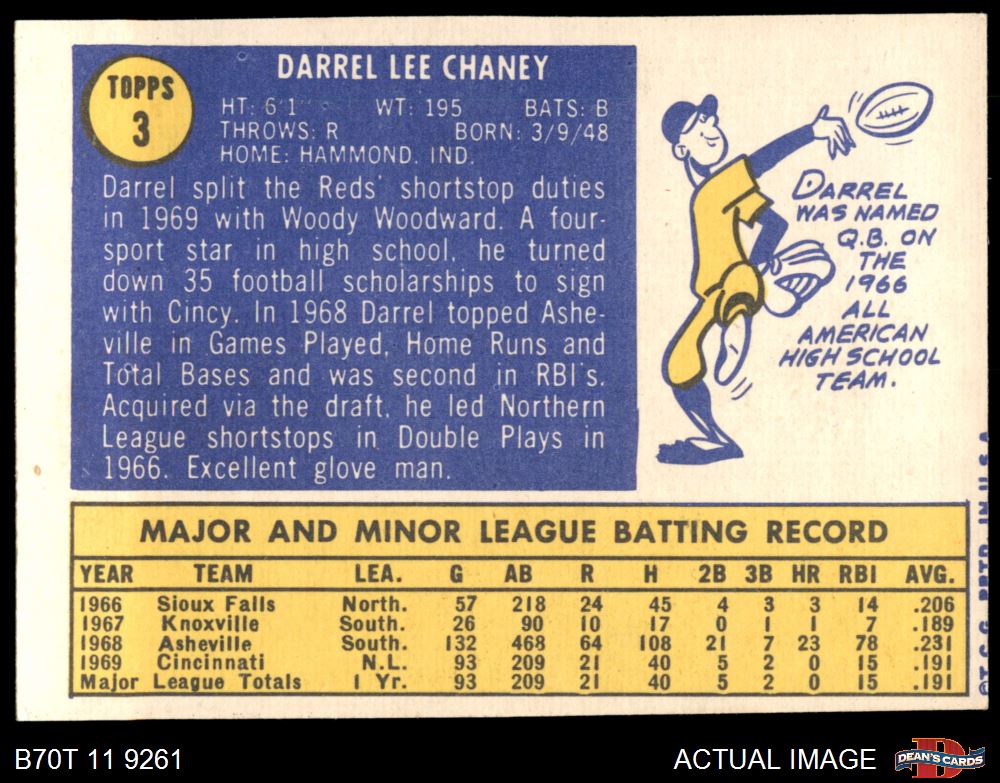 TOPPS
3
DARREL LEE CHANEY
HT: 6'1" WT: 195 BATS: B
THROWS: R BORN: 3/9/48
HOME: HAMMOND, IND.
Darrel split the Reds' shortstop duties
in 1969 with Woody Woodward. A four-
sport star in high school, he turned
down 35 football scholarships to sign
with Cincy. In 1968 Darrel topped Ashe-
ville in Games Played, Home Runs and
Total Bases and was second in RBI's.
Acquired via the draft, he led Northern
League shortstops in Double Plays in
1966. Excellent glove man.
DARREL
WAS NAMED
Q.B. ON
THE
1966
ALL
AMERICAN
HIGH SCHOOL
TEAM.
MAJOR AND MINOR LEAGUE BATTING RECORD
YEAR TEAM LEA. G AB R H 2B 3B HR RBI AVG.
1966 Sioux Falls North. 57 218 24 45 4 3 3 14 .206
1967 Knoxville South. 26 90 10 17 0 1 1 7 .189
1968 Asheville South. 132 468 64 108 21 7 23 78 .231
1969 Cincinnati N.L. 93 209 21 40 5 2 0 15 .191
Major League Totals 1 Yr. 93 209 21 40 5 2 0 15 .191
©T.C.G. PRTD. IN U.S.A.
B70T 11 9261
ACTUAL IMAGE
DEAN'S CARDS